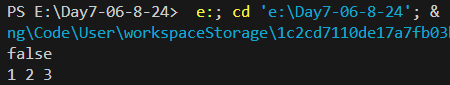 PS E:\Day7-06-8-24>  e:; cd 'e:\Day7-06-8-24'; &
ng\Code\User\workspaceStorage\1c2cd7110de17a7fb03
false
1 2 3